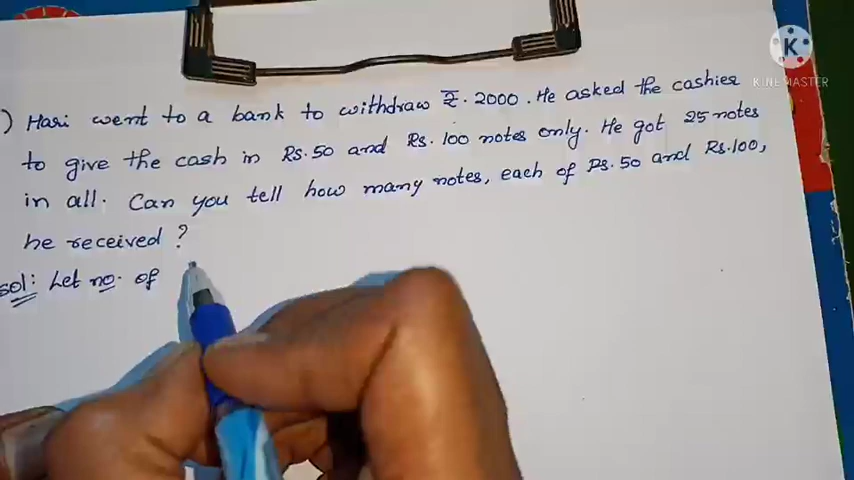 ) Hari went to a bank to withdraw ₹. 2000. He asked the cashier
to give the cash in Rs.50 and Rs.100 notes only. He got 25 notes
in all. Can you tell how many notes, each of Rs.50 and Rs.100,
he received ?
sol: Let no. of
K
KINEMASTER